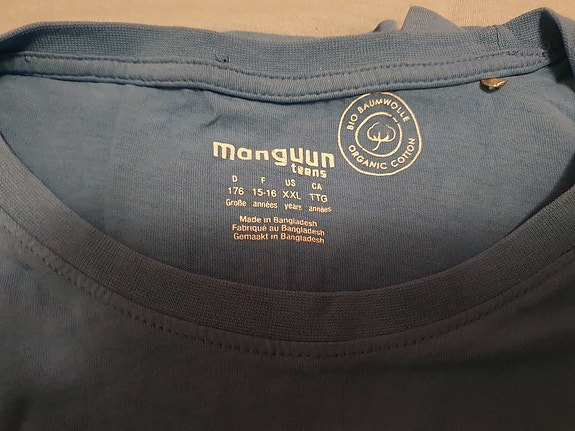 BIO BAUMWOLLE
ORGANIC COTTON
manguun
teens
D F US CA
176 15-16 XXL TTG
Große années years années
Made in Bangladesh
Fabriqué au Bangladesh
Gemaakt in Bangladesh